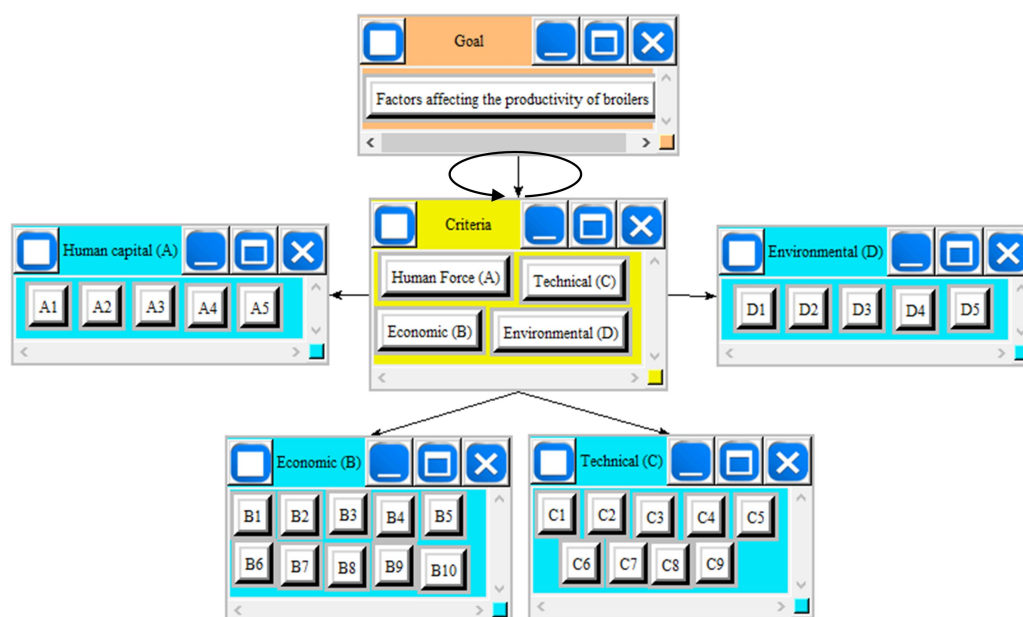 Goal
Factors affecting the productivity of broilers
Human capital (A)
A1 A2 A3 A4 A5
Criteria
Human Force (A) Technical (C)
Economic (B) Environmental (D)
Environmental (D)
D1 D2 D3 D4 D5
Economic (B)
B1 B2 B3 B4 B5
B6 B7 B8 B9 B10
Technical (C)
C1 C2 C3 C4 C5
C6 C7 C8 C9